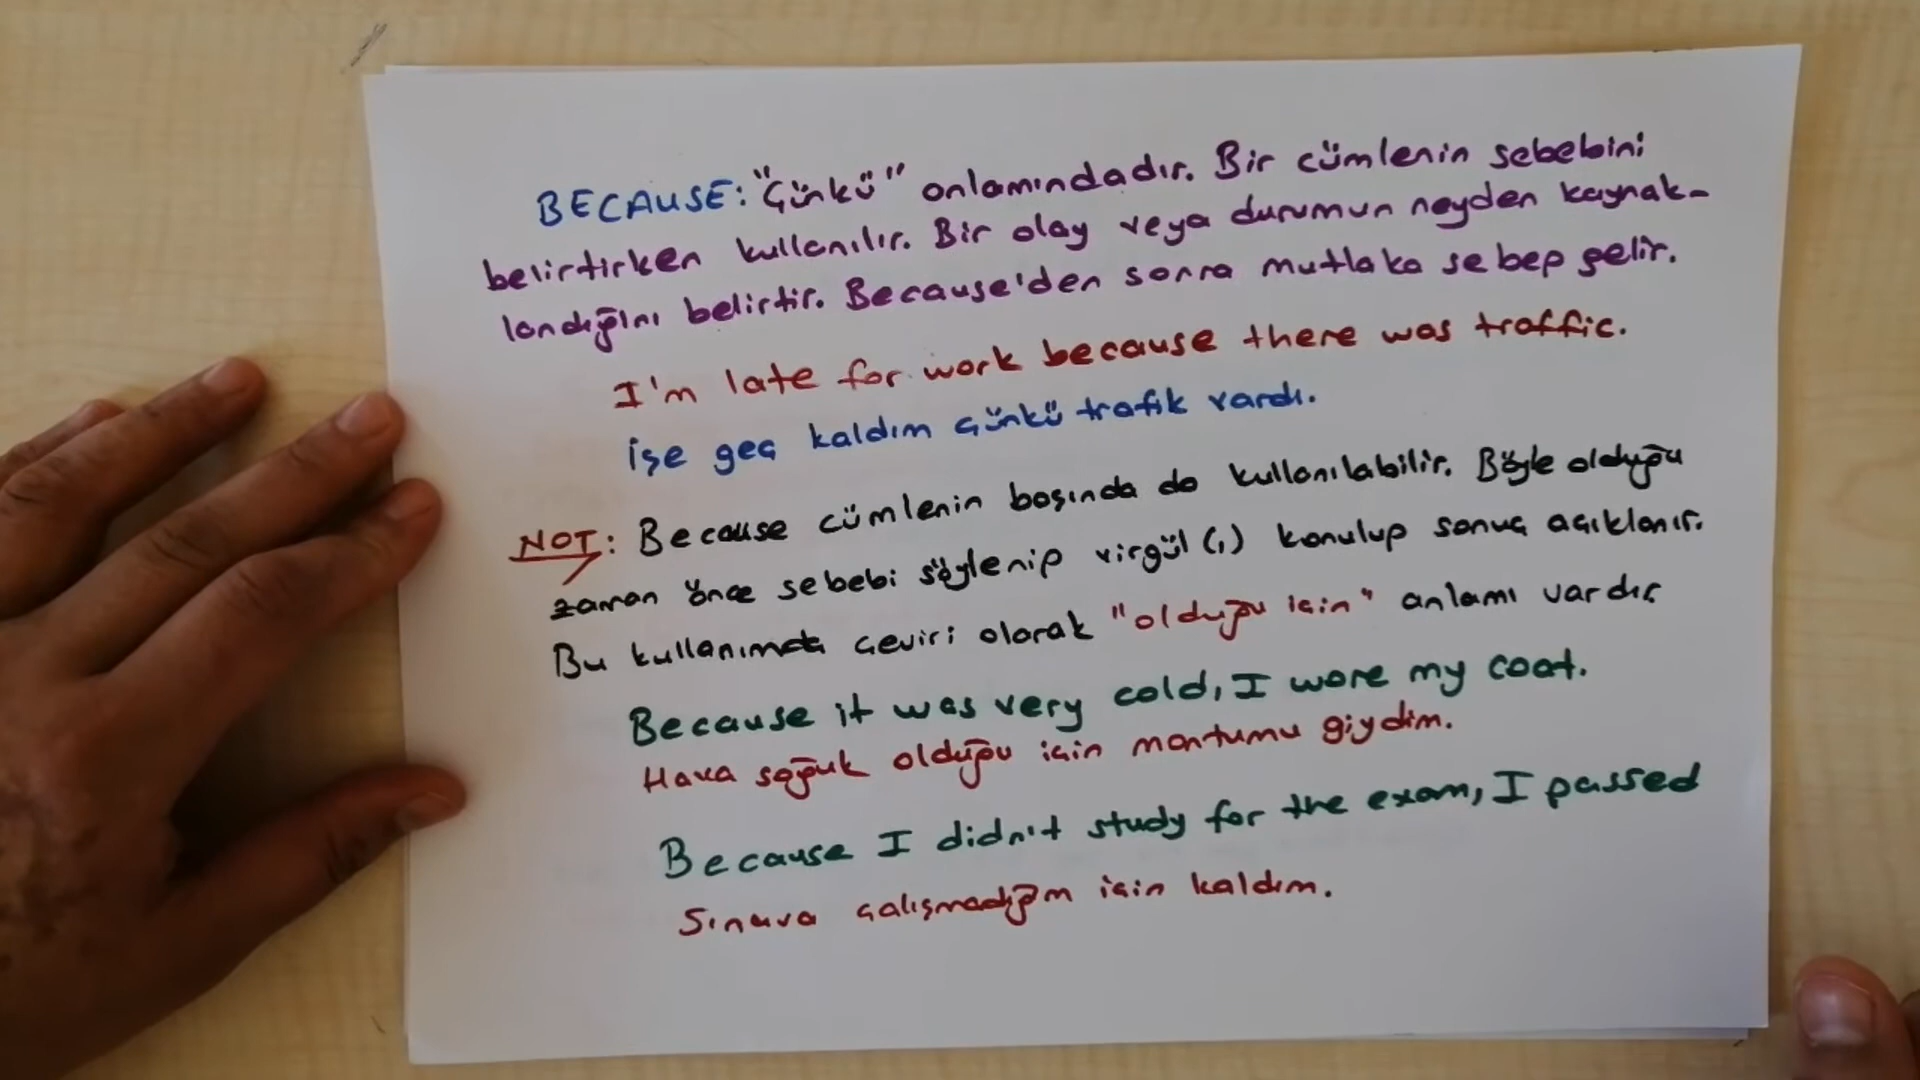 BECAUSE: "Çünkü" anlamındadır. Bir cümlenin sebebini
belirtirken kullanılır. Bir olay veya durumun neyden kaynak-
landığını belirtir. Because'den sonra mutlaka sebep gelir.
I'm late for work because there was traffic.
İşe geç kaldım çünkü trafik vardı.
NOT: Because cümlenin başında da kullanılabilir. Böyle olduğu
zaman önce sebebi söylenip virgül (,) konulup sonuç açıklanır.
Bu kullanımda çeviri olarak "olduğu için" anlamı vardır
Because it was very cold, I wore my coat.
Hava soğuk olduğu için montumu giydim.
Because I didn't study for the exam, I passed
Sınava çalışmadığım için kaldım.